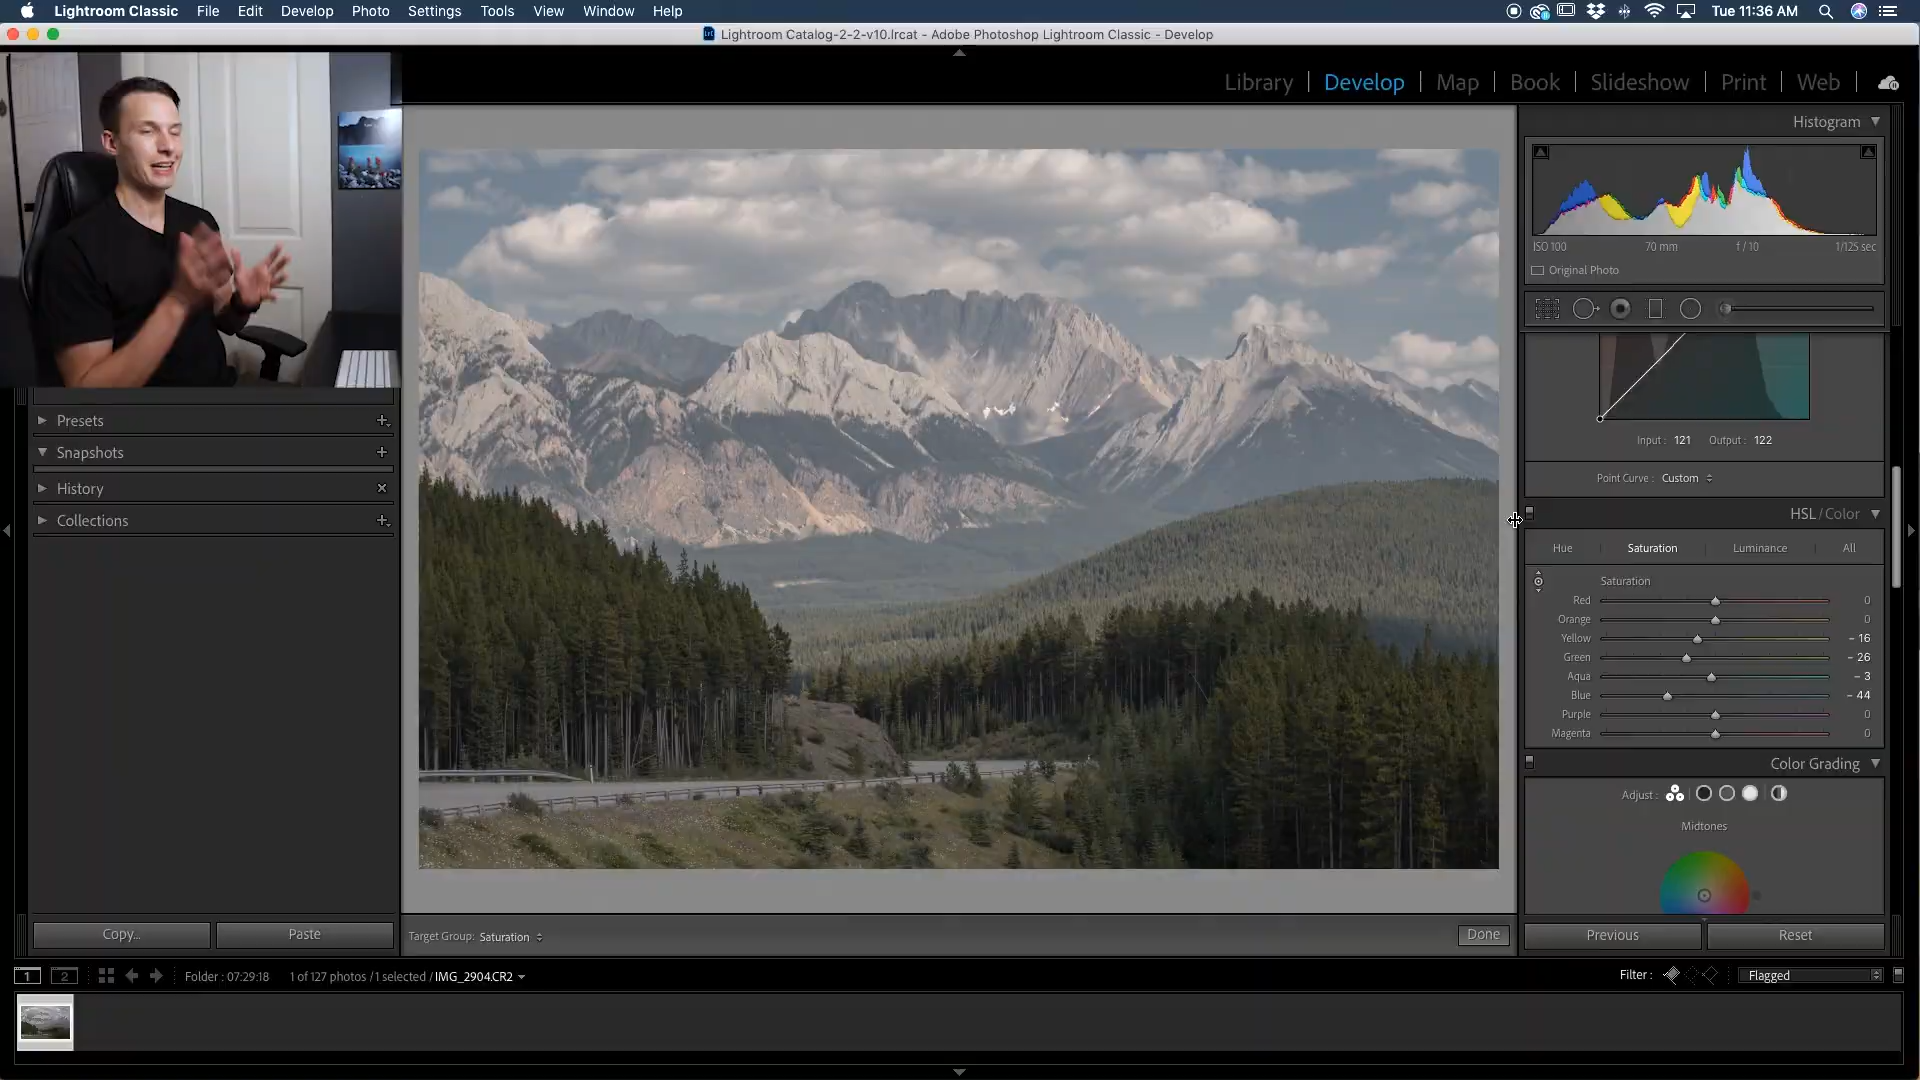 Lightroom Classic File Edit Develop Photo Settings Tools View Window Help Tue 11:36 AM
Lightroom Catalog-2-2-v10.lrcat - Adobe Photoshop Lightroom Classic - Develop
Library Develop Map Book Slideshow Print Web
Histogram
ISO 100 70 mm f / 10 1/125 sec
Original Photo
Input : 121 Output : 122
Point Curve : Custom
HSL / Color
Hue Saturation Luminance All
Saturation
Red 0
Orange 0
Yellow - 16
Green - 26
Aqua - 3
Blue - 44
Purple 0
Magenta 0
Color Grading
Adjust :
Midtones
Previous Reset
Presets
Snapshots
History
Collections
Copy... Paste
Target Group: Saturation Done
1 2 Folder : 07:29:18 1 of 127 photos / 1 selected / IMG_2904.CR2 Filter : Flagged